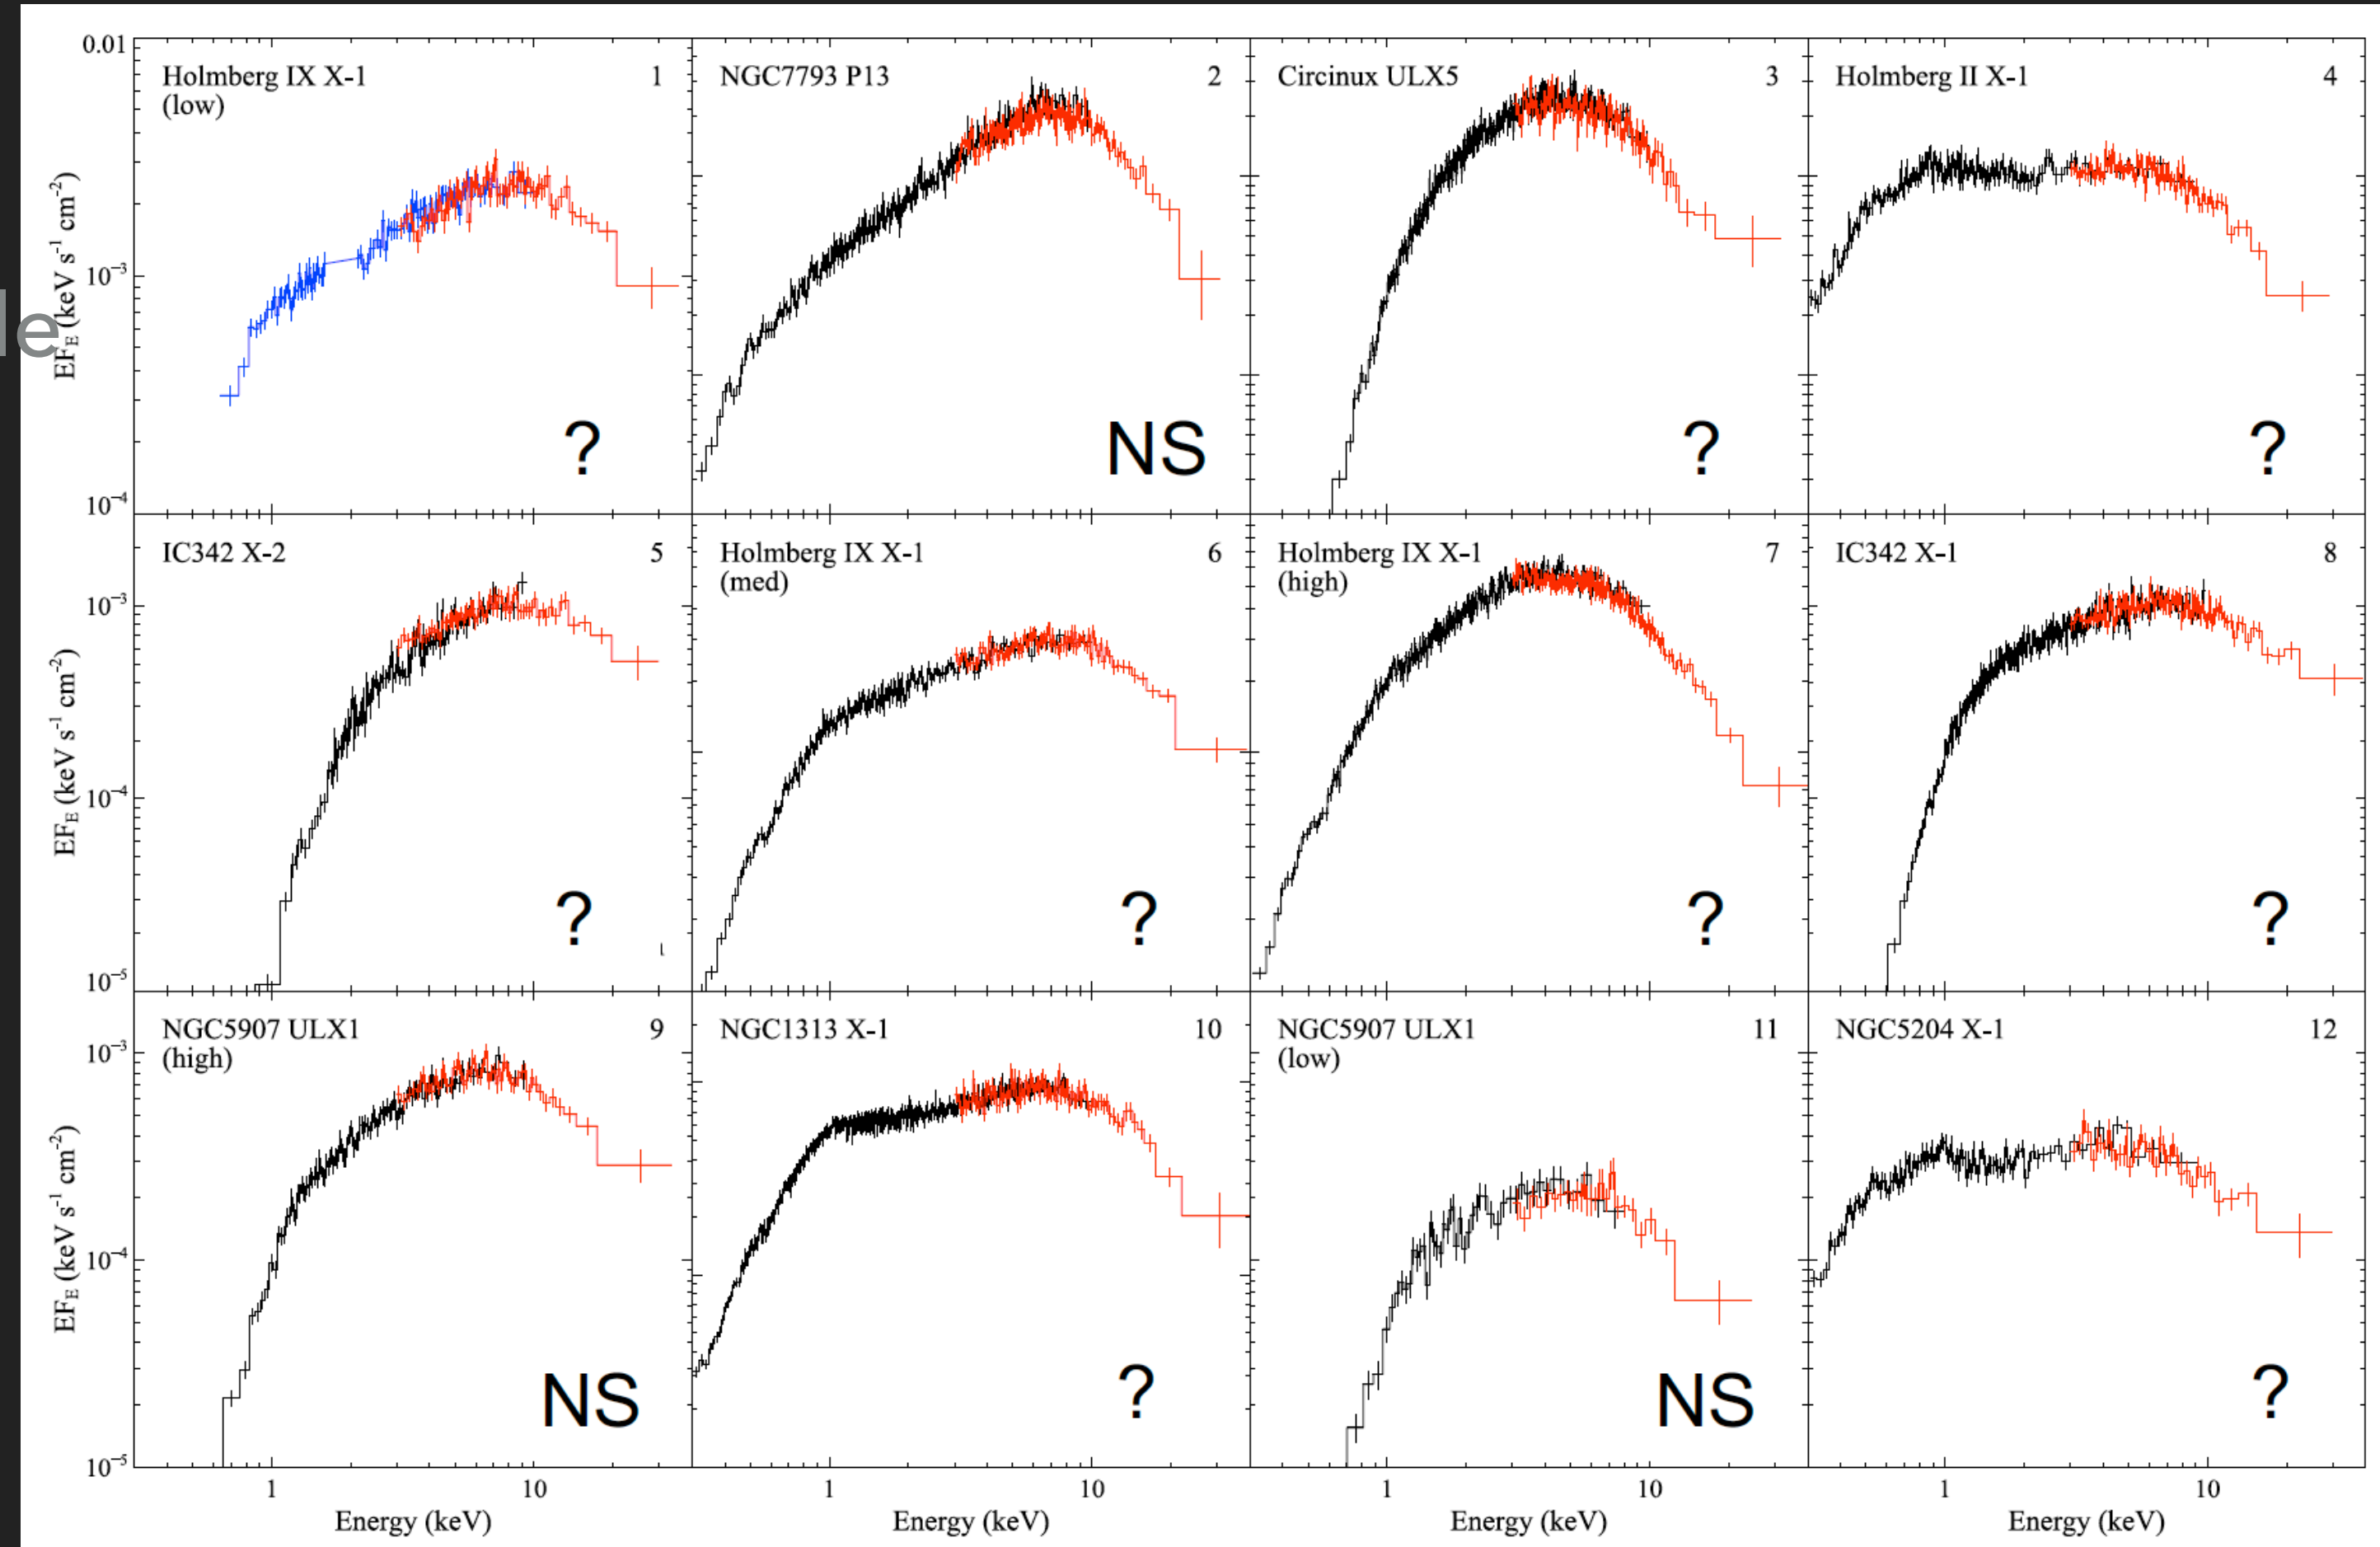 0.01
Holmberg IX X-1
(low)
1
NGC7793 P13
2
Circinux ULX5
3
Holmberg II X-1
4
EF_E (keV s⁻¹ cm⁻²)
10⁻³
le
?
NS
?
?
10⁻⁴
IC342 X-2
5
Holmberg IX X-1
(med)
6
Holmberg IX X-1
(high)
7
IC342 X-1
8
10⁻³
EF_E (keV s⁻¹ cm⁻²)
10⁻⁴
?
?
?
?
10⁻⁵
NGC5907 ULX1
(high)
9
NGC1313 X-1
10
NGC5907 ULX1
(low)
11
NGC5204 X-1
12
10⁻³
EF_E (keV s⁻¹ cm⁻²)
10⁻⁴
NS
?
NS
?
10⁻⁵
1 10
1 10
1 10
1 10
Energy (keV)
Energy (keV)
Energy (keV)
Energy (keV)